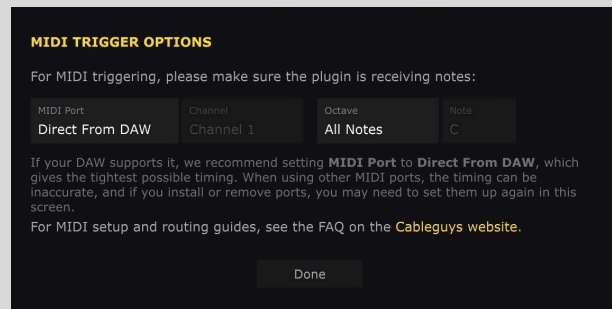 MIDI TRIGGER OPTIONS
For MIDI triggering, please make sure the plugin is receiving notes:
MIDI Port Channel Octave Note
Direct From DAW Channel 1 All Notes C
If your DAW supports it, we recommend setting MIDI Port to Direct From DAW, which
gives the tightest possible timing. When using other MIDI ports, the timing can be
inaccurate, and if you install or remove ports, you may need to set them up again in this
screen.
For MIDI setup and routing guides, see the FAQ on the Cableguys website.
Done